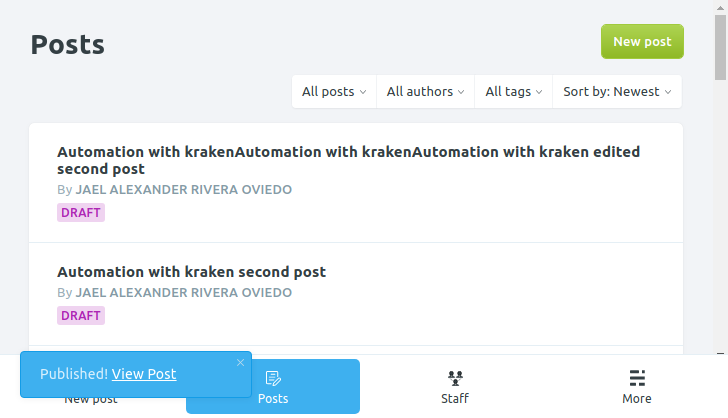 Posts
New post
All posts
All authors
All tags
Sort by: Newest
Automation with krakenAutomation with krakenAutomation with kraken edited
second post
By JAEL ALEXANDER RIVERA OVIEDO
DRAFT
Automation with kraken second post
By JAEL ALEXANDER RIVERA OVIEDO
DRAFT
Published! View Post
New post
Posts
Staff
More